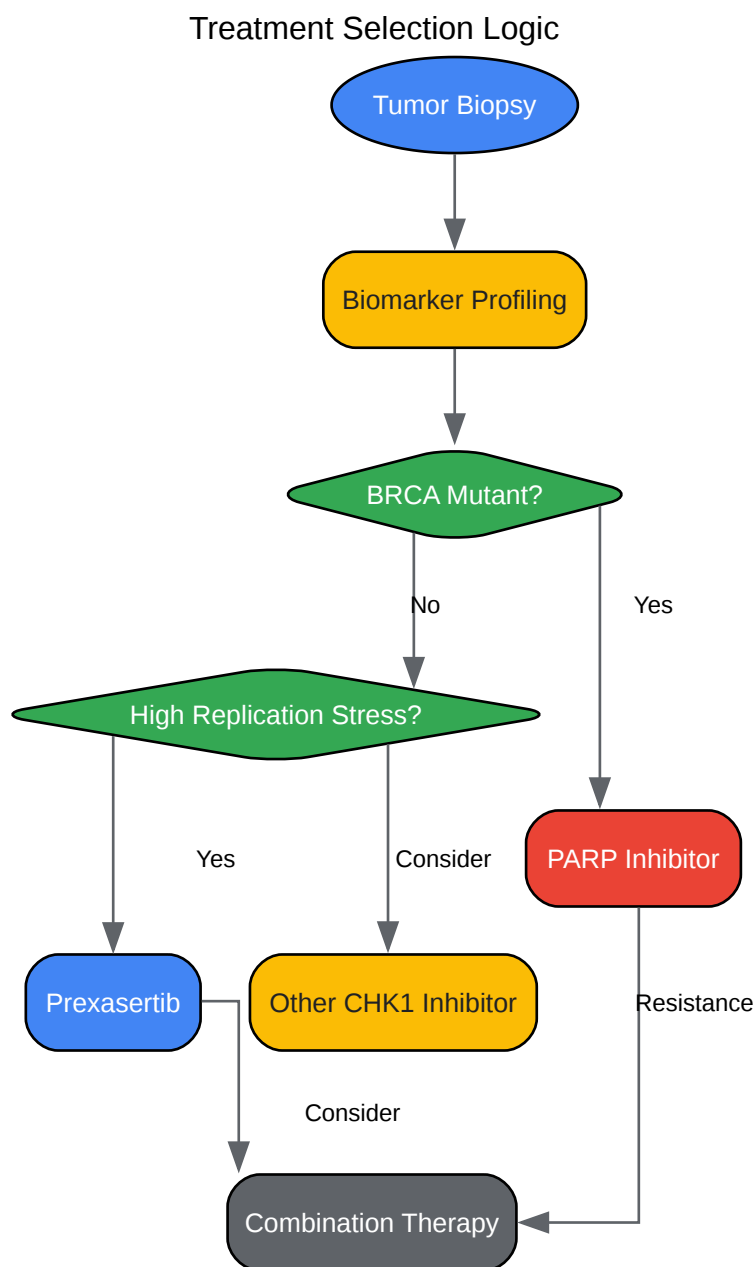 Treatment Selection Logic
Tumor Biopsy
Biomarker Profiling
BRCA Mutant?
No
Yes
High Replication Stress?
Yes
Consider
PARP Inhibitor
Prexasertib
Other CHK1 Inhibitor
Resistance
Consider
Combination Therapy